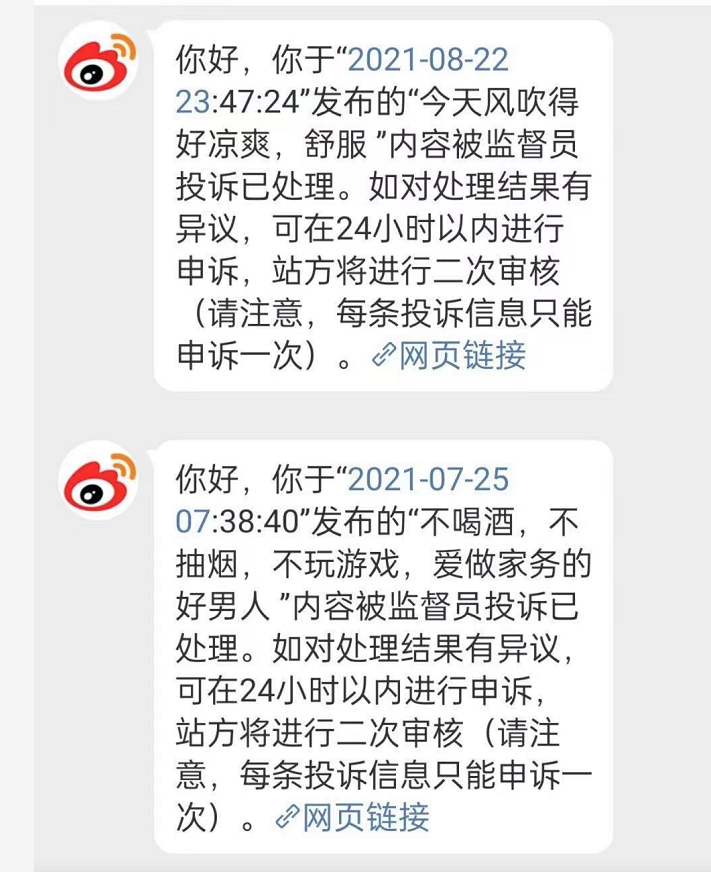 你好，你于“2021-08-22
23:47:24”发布的“今天风吹得
好凉爽，舒服 ”内容被监督员
投诉已处理。如对处理结果有
异议，可在24小时以内进行
申诉，站方将进行二次审核
（请注意，每条投诉信息只能
申诉一次）。网页链接
你好，你于“2021-07-25
07:38:40”发布的“不喝酒，不
抽烟，不玩游戏，爱做家务的
好男人 ”内容被监督员投诉已
处理。如对处理结果有异议，
可在24小时以内进行申诉，
站方将进行二次审核（请注
意，每条投诉信息只能申诉一
次）。网页链接